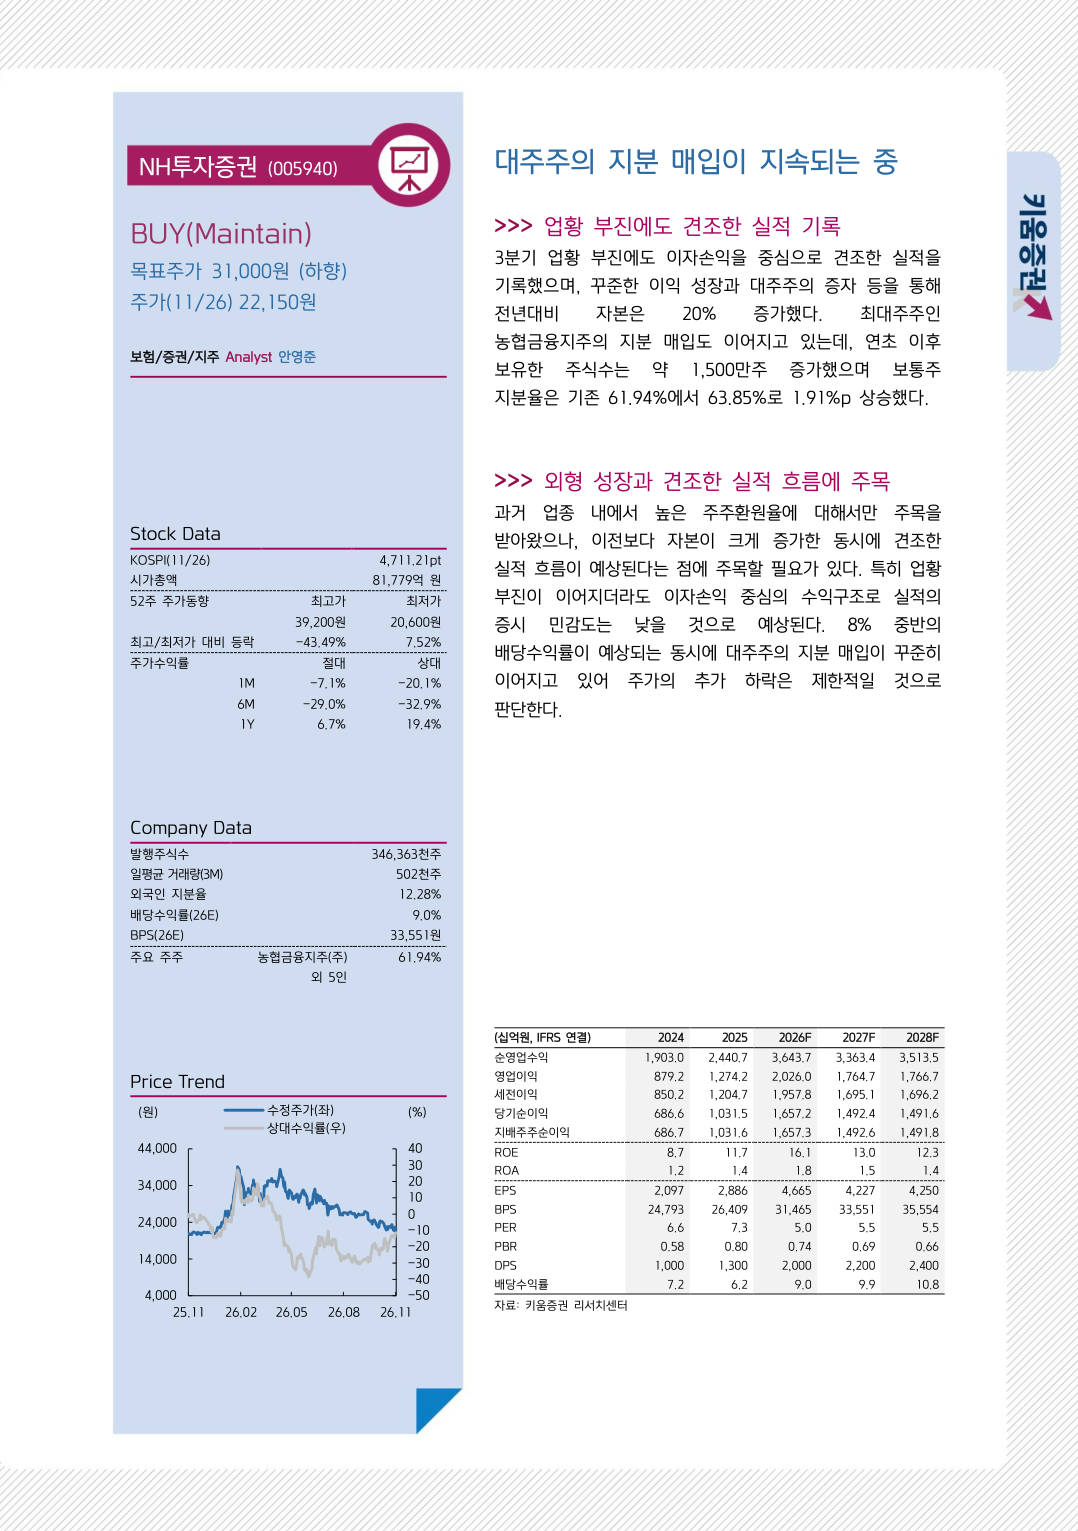 NH투자증권 (005940)
BUY(Maintain)
목표주가 31,000원 (하향)
주가(11/26) 22,150원
보험/증권/지주 Analyst 안영준
Stock Data
KOSPI(11/26) 4,711.21pt
시가총액 81,779억 원
52주 주가동향 최고가 최저가
39,200원 20,600원
최고/최저가 대비 등락 -43.49% 7.52%
주가수익률 절대 상대
1M -7.1% -20.1%
6M -29.0% -32.9%
1Y 6.7% 19.4%
Company Data
발행주식수 346,363천주
일평균 거래량(3M) 502천주
외국인 지분율 12.28%
배당수익률(26E) 9.0%
BPS(26E) 33,551원
주요 주주 농협금융지주(주) 61.94%
외 5인
Price Trend
(원) 수정주가(좌) (%)
상대수익률(우)
44,000 40
30
34,000 20
10
24,000 0
-10
14,000 -20
-30
-40
4,000 -50
25.11 26.02 26.05 26.08 26.11
대주주의 지분 매입이 지속되는 중
>>> 업황 부진에도 견조한 실적 기록
3분기 업황 부진에도 이자손익을 중심으로 견조한 실적을
기록했으며, 꾸준한 이익 성장과 대주주의 증자 등을 통해
전년대비 자본은 20% 증가했다. 최대주주인
농협금융지주의 지분 매입도 이어지고 있는데, 연초 이후
보유한 주식수는 약 1,500만주 증가했으며 보통주
지분율은 기존 61.94%에서 63.85%로 1.91%p 상승했다.
>>> 외형 성장과 견조한 실적 흐름에 주목
과거 업종 내에서 높은 주주환원율에 대해서만 주목을
받아왔으나, 이전보다 자본이 크게 증가한 동시에 견조한
실적 흐름이 예상된다는 점에 주목할 필요가 있다. 특히 업황
부진이 이어지더라도 이자손익 중심의 수익구조로 실적의
증시 민감도는 낮을 것으로 예상된다. 8% 중반의
배당수익률이 예상되는 동시에 대주주의 지분 매입이 꾸준히
이어지고 있어 주가의 추가 하락은 제한적일 것으로
판단한다.
(십억원, IFRS 연결) 2024 2025 2026F 2027F 2028F
순영업수익 1,903.0 2,440.7 3,643.7 3,363.4 3,513.5
영업이익 879.2 1,274.2 2,026.0 1,764.7 1,766.7
세전이익 850.2 1,204.7 1,957.8 1,695.1 1,696.2
당기순이익 686.6 1,031.5 1,657.2 1,492.4 1,491.6
지배주주순이익 686.7 1,031.6 1,657.3 1,492.6 1,491.8
ROE 8.7 11.7 16.1 13.0 12.3
ROA 1.2 1.4 1.8 1.5 1.4
EPS 2,097 2,886 4,665 4,227 4,250
BPS 24,793 26,409 31,465 33,551 35,554
PER 6.6 7.3 5.0 5.5 5.5
PBR 0.58 0.80 0.74 0.69 0.66
DPS 1,000 1,300 2,000 2,200 2,400
배당수익률 7.2 6.2 9.0 9.9 10.8
자료: 키움증권 리서치센터
키움증권